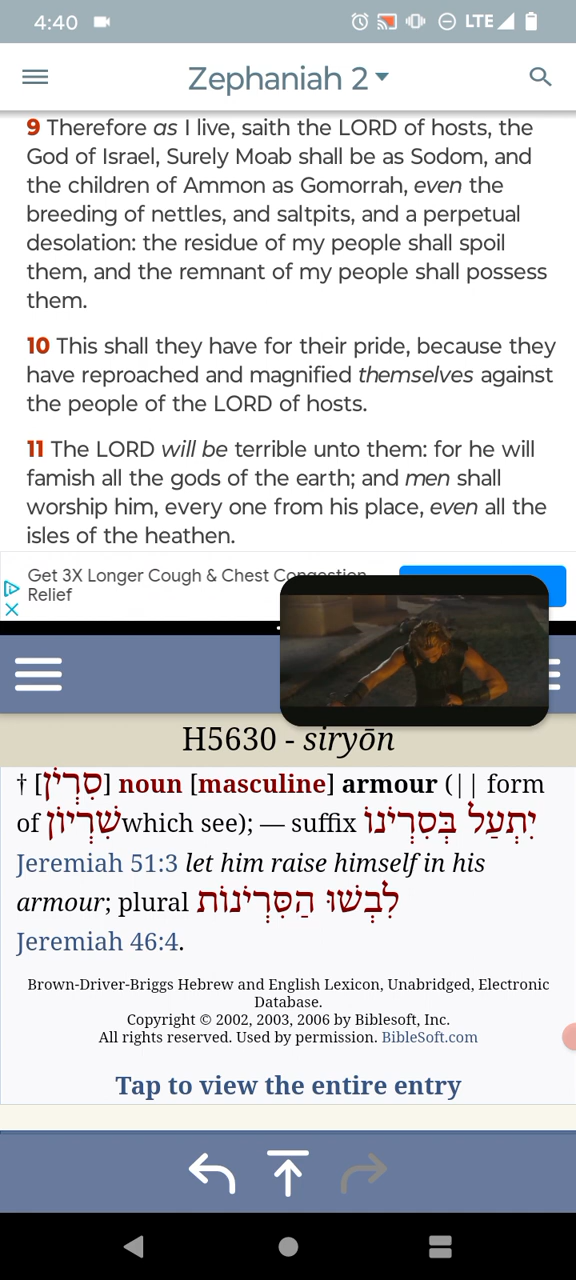 4:40
LTE
Zephaniah 2
9 Therefore as I live, saith the LORD of hosts, the
God of Israel, Surely Moab shall be as Sodom, and
the children of Ammon as Gomorrah, even the
breeding of nettles, and saltpits, and a perpetual
desolation: the residue of my people shall spoil
them, and the remnant of my people shall possess
them.
10 This shall they have for their pride, because they
have reproached and magnified themselves against
the people of the LORD of hosts.
11 The LORD will be terrible unto them: for he will
famish all the gods of the earth; and men shall
worship him, every one from his place, even all the
isles of the heathen.
Get 3X Longer Cough & Chest Congestion
Relief
H5630 - siryōn
† [סִרְיֹן] noun [masculine] armour (|| form
of שִׁרְיוֺן which see); — suffix יִתְעַל בְּסִרְיֹנוֺ
Jeremiah 51:3 let him raise himself in his
armour; plural לִבְשׁוּ הַסִּרְיֹנוֺת
Jeremiah 46:4.
Brown-Driver-Briggs Hebrew and English Lexicon, Unabridged, Electronic
Database.
Copyright © 2002, 2003, 2006 by Biblesoft, Inc.
All rights reserved. Used by permission. BibleSoft.com
Tap to view the entire entry